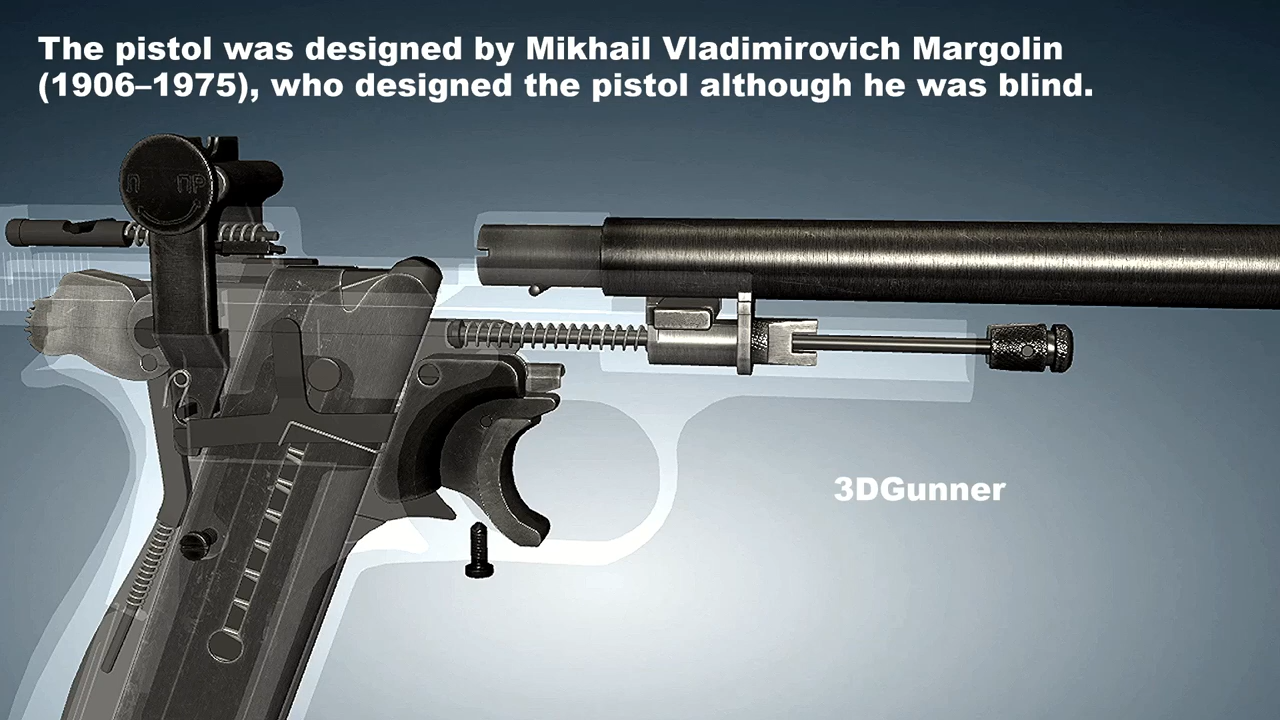 The pistol was designed by Mikhail Vladimirovich Margolin
(1906–1975), who designed the pistol although he was blind.
П ПР
3DGunner